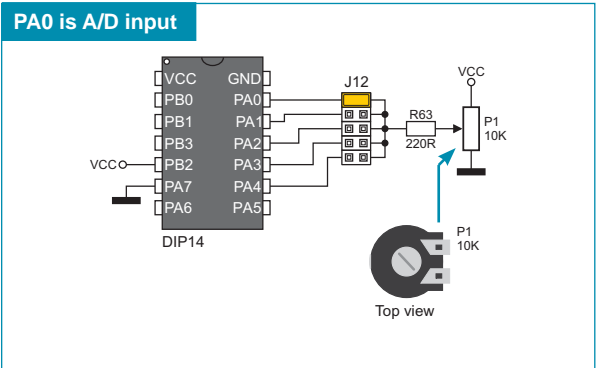 PA0 is A/D input
VCC GND
PB0 PA0
PB1 PA1
PB3 PA2
PB2 PA3
PA7 PA4
PA6 PA5
VCC
DIP14
J12
R63
220R
VCC
P1
10K
P1
10K
Top view